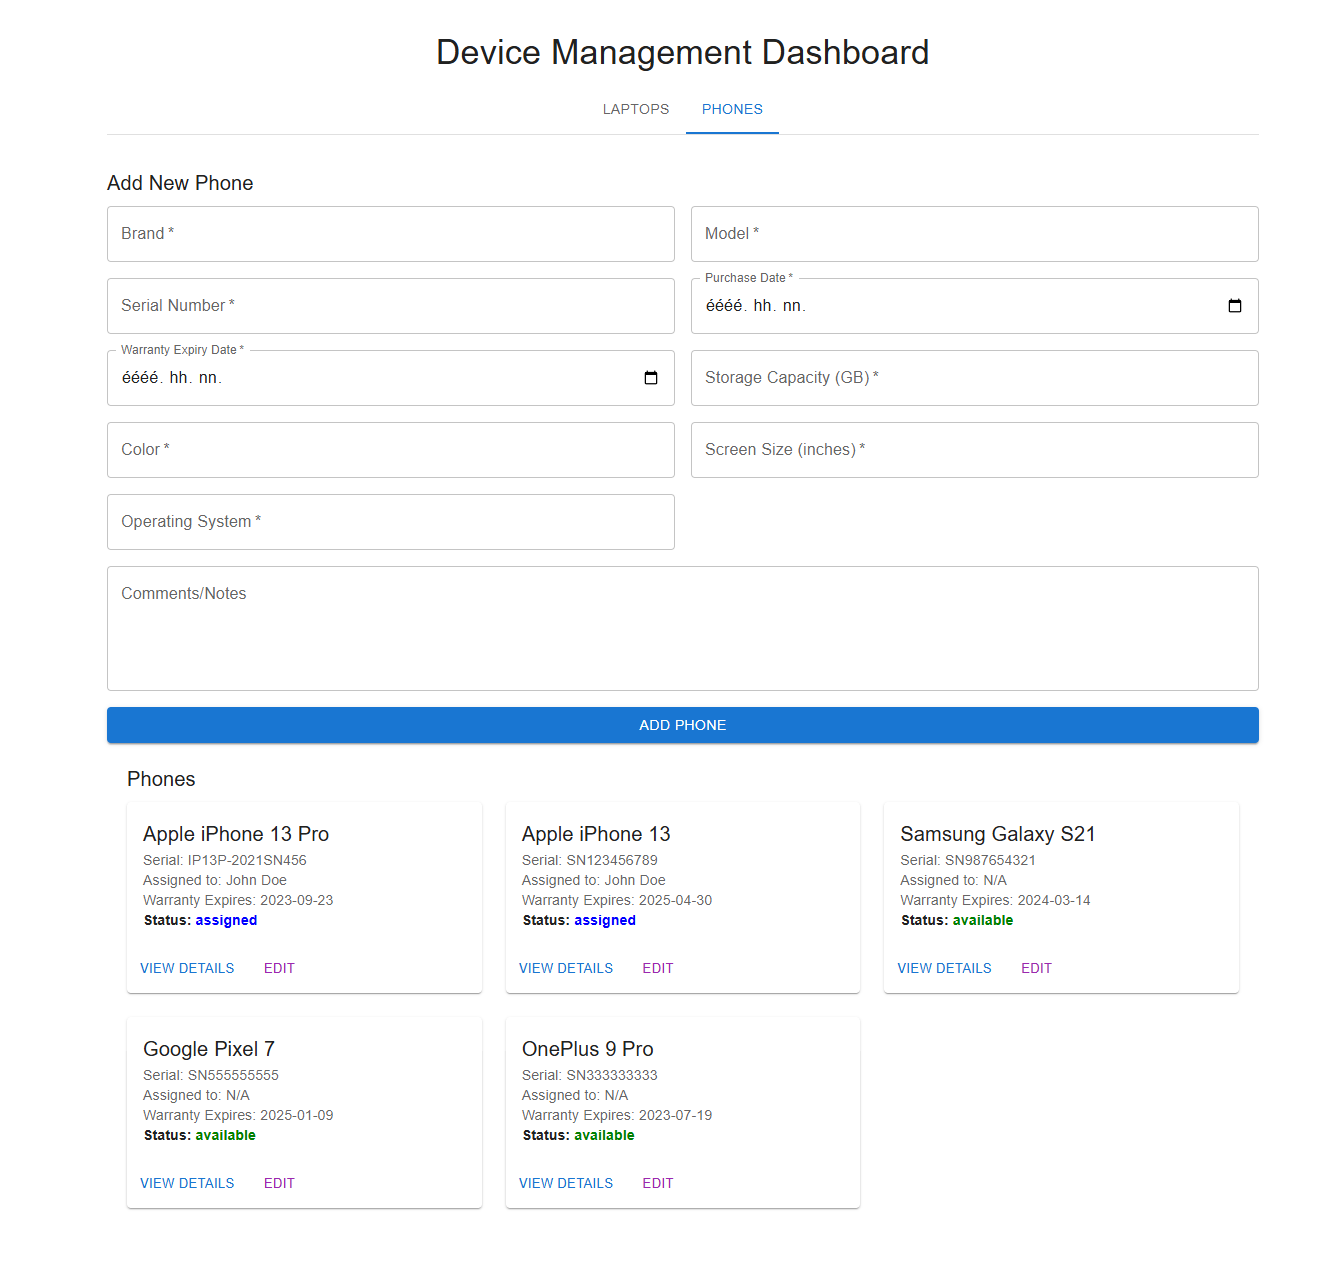 Device Management Dashboard
LAPTOPS PHONES
Add New Phone
Brand * Model *
Serial Number * Purchase Date *
éééé. hh. nn.
Warranty Expiry Date *
éééé. hh. nn. Storage Capacity (GB) *
Color * Screen Size (inches) *
Operating System *
Comments/Notes
ADD PHONE
Phones
Apple iPhone 13 Pro
Serial: IP13P-2021SN456
Assigned to: John Doe
Warranty Expires: 2023-09-23
Status: assigned
VIEW DETAILS EDIT
Apple iPhone 13
Serial: SN123456789
Assigned to: John Doe
Warranty Expires: 2025-04-30
Status: assigned
VIEW DETAILS EDIT
Samsung Galaxy S21
Serial: SN987654321
Assigned to: N/A
Warranty Expires: 2024-03-14
Status: available
VIEW DETAILS EDIT
Google Pixel 7
Serial: SN555555555
Assigned to: N/A
Warranty Expires: 2025-01-09
Status: available
VIEW DETAILS EDIT
OnePlus 9 Pro
Serial: SN333333333
Assigned to: N/A
Warranty Expires: 2023-07-19
Status: available
VIEW DETAILS EDIT